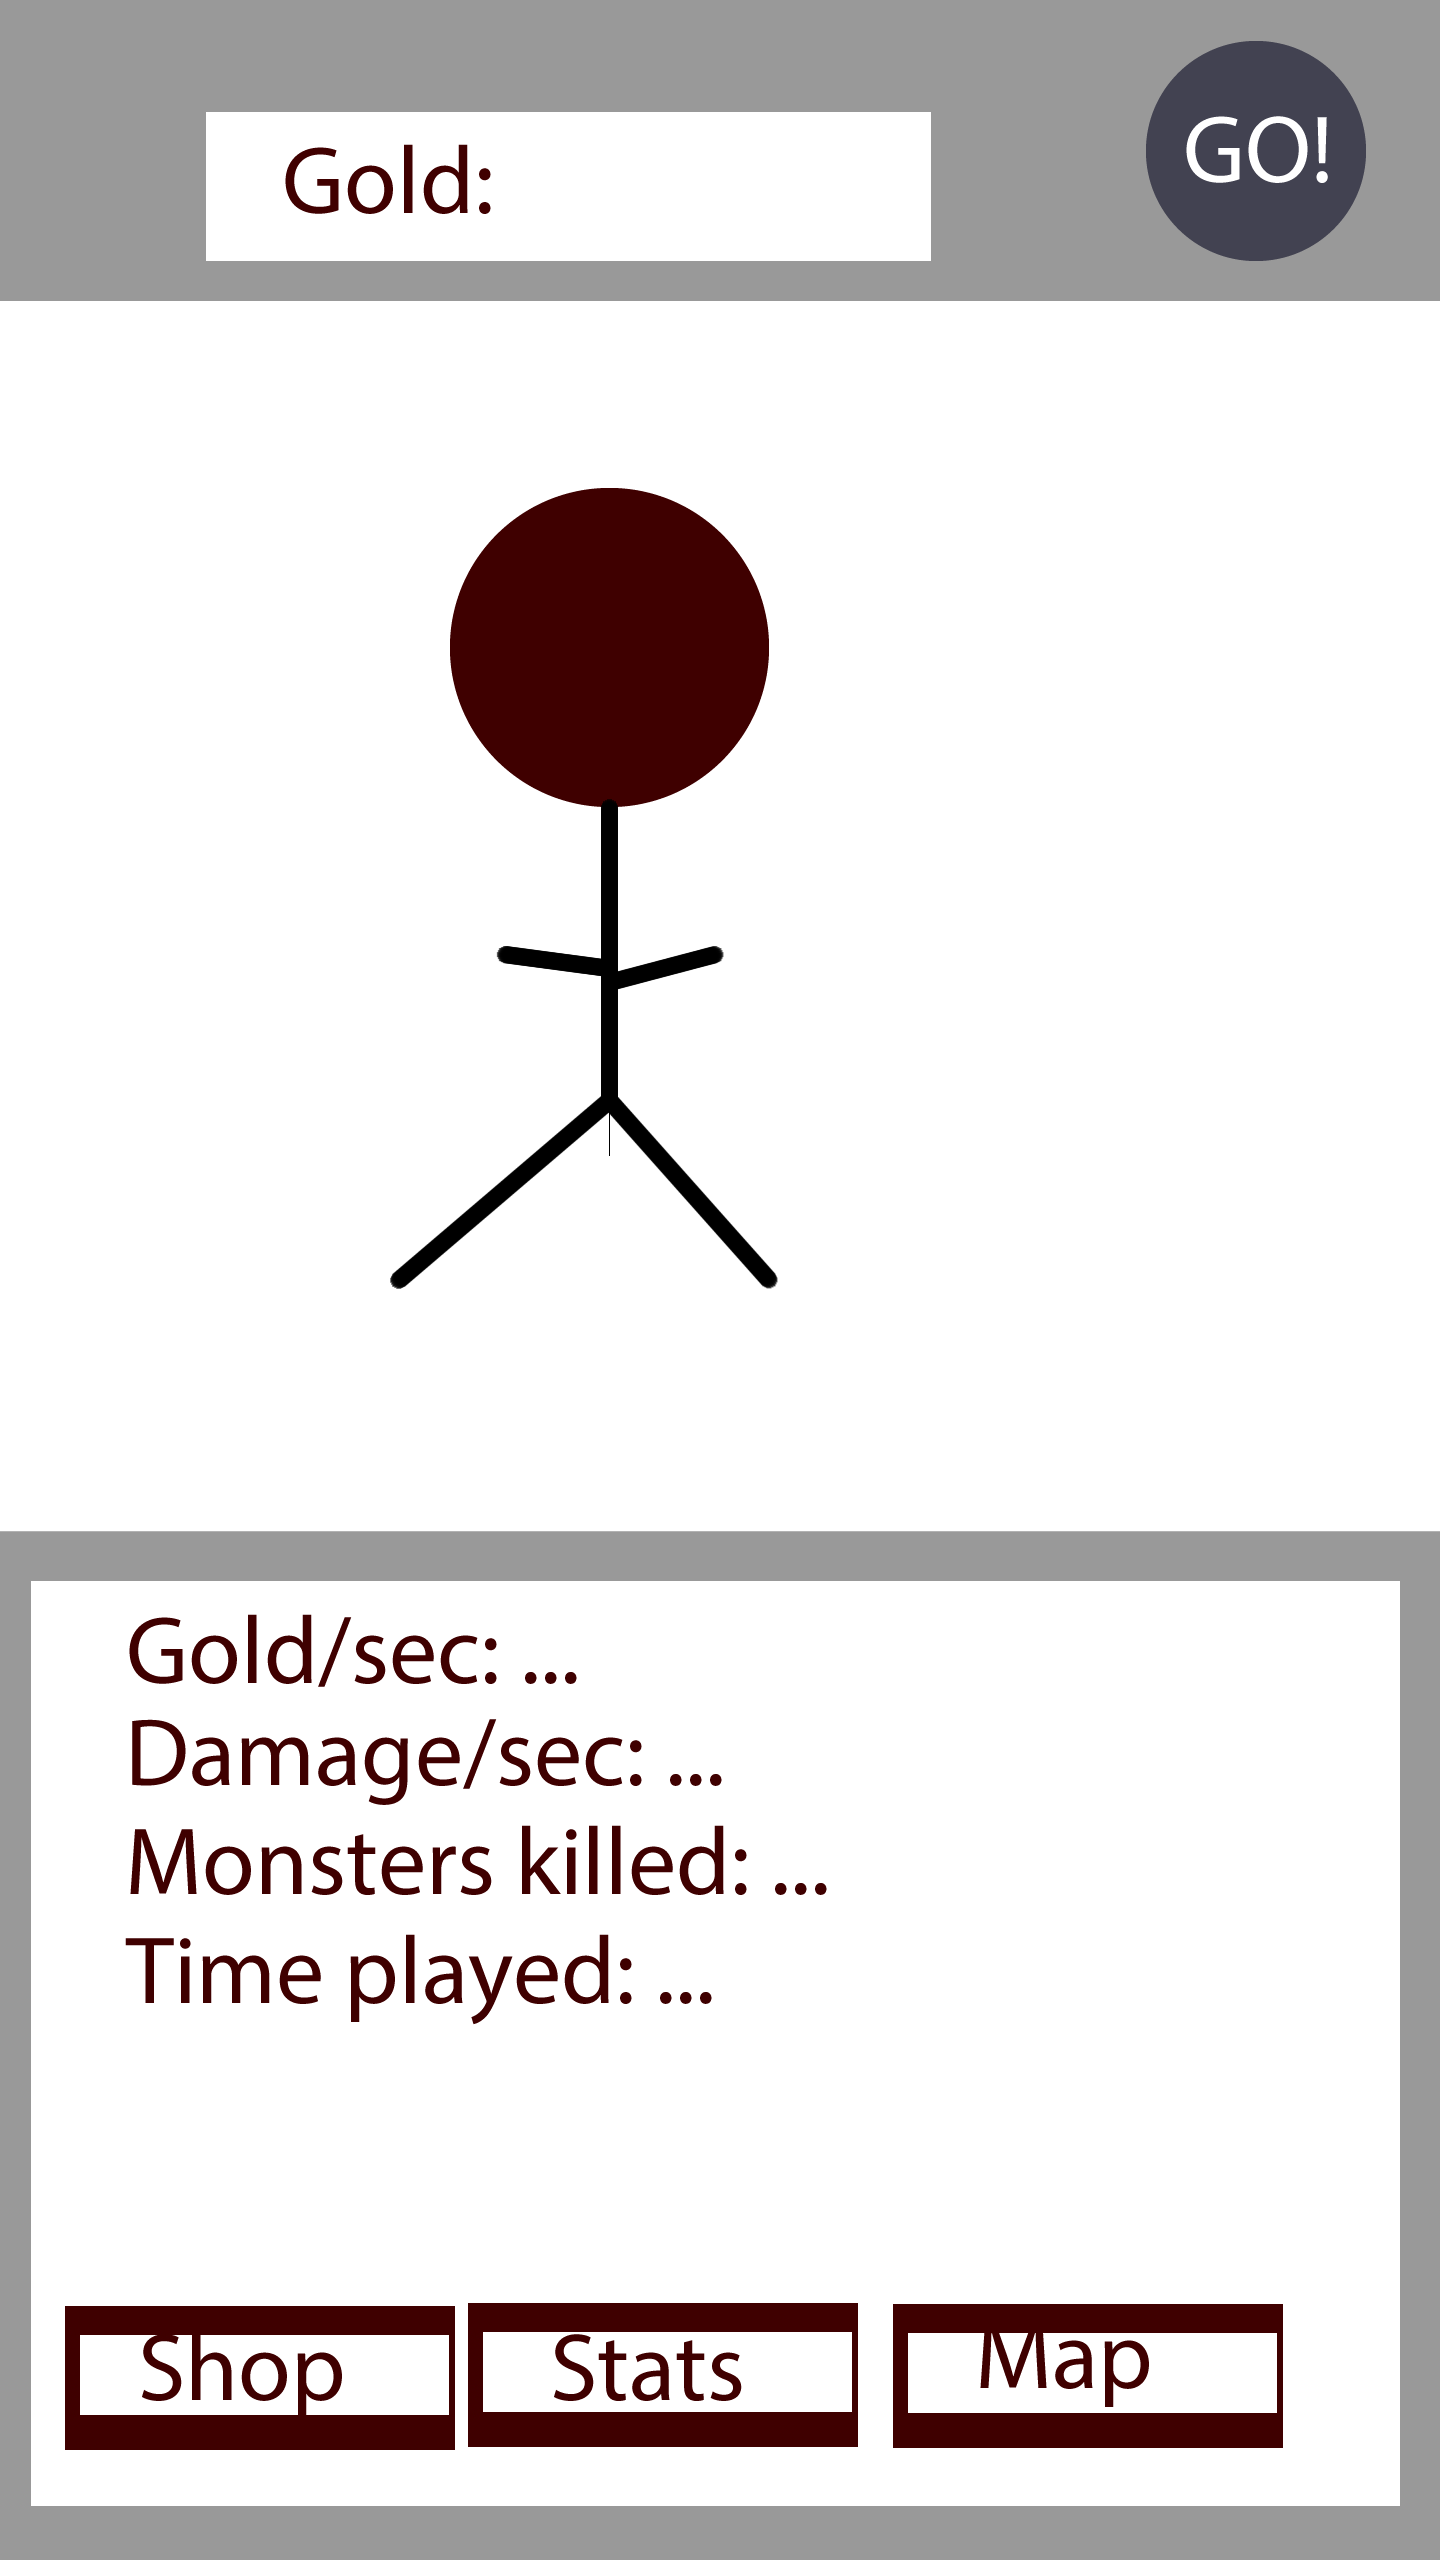 GO!
Gold:
Gold/sec: ...
Damage/sec: ...
Monsters killed: ...
Time played: ...
Shop
Stats
Map